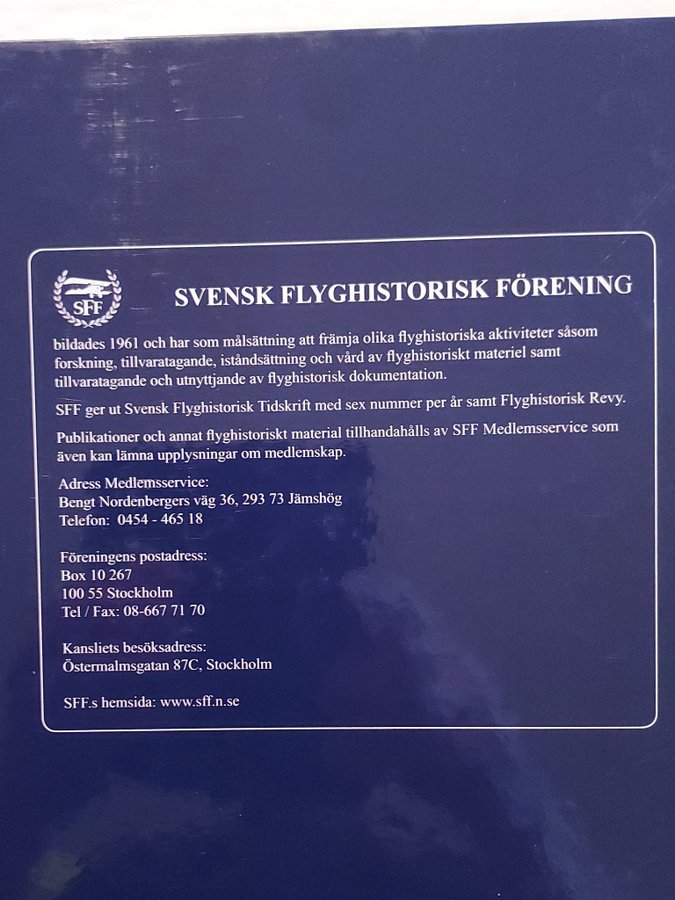 SFF
SVENSK FLYGHISTORISK FÖRENING
bildades 1961 och har som målsättning att främja olika flyghistoriska aktiviteter såsom
forskning, tillvaratagande, iståndsättning och vård av flyghistoriskt materiel samt
tillvaratagande och utnyttjande av flyghistorisk dokumentation.
SFF ger ut Svensk Flyghistorisk Tidskrift med sex nummer per år samt Flyghistorisk Revy.
Publikationer och annat flyghistoriskt material tillhandahålls av SFF Medlemsservice som
även kan lämna upplysningar om medlemskap.
Adress Medlemsservice:
Bengt Nordenbergers väg 36, 293 73 Jämshög
Telefon: 0454 - 465 18
Föreningens postadress:
Box 10 267
100 55 Stockholm
Tel / Fax: 08-667 71 70
Kansliets besöksadress:
Östermalmsgatan 87C, Stockholm
SFF.s hemsida: www.sff.n.se